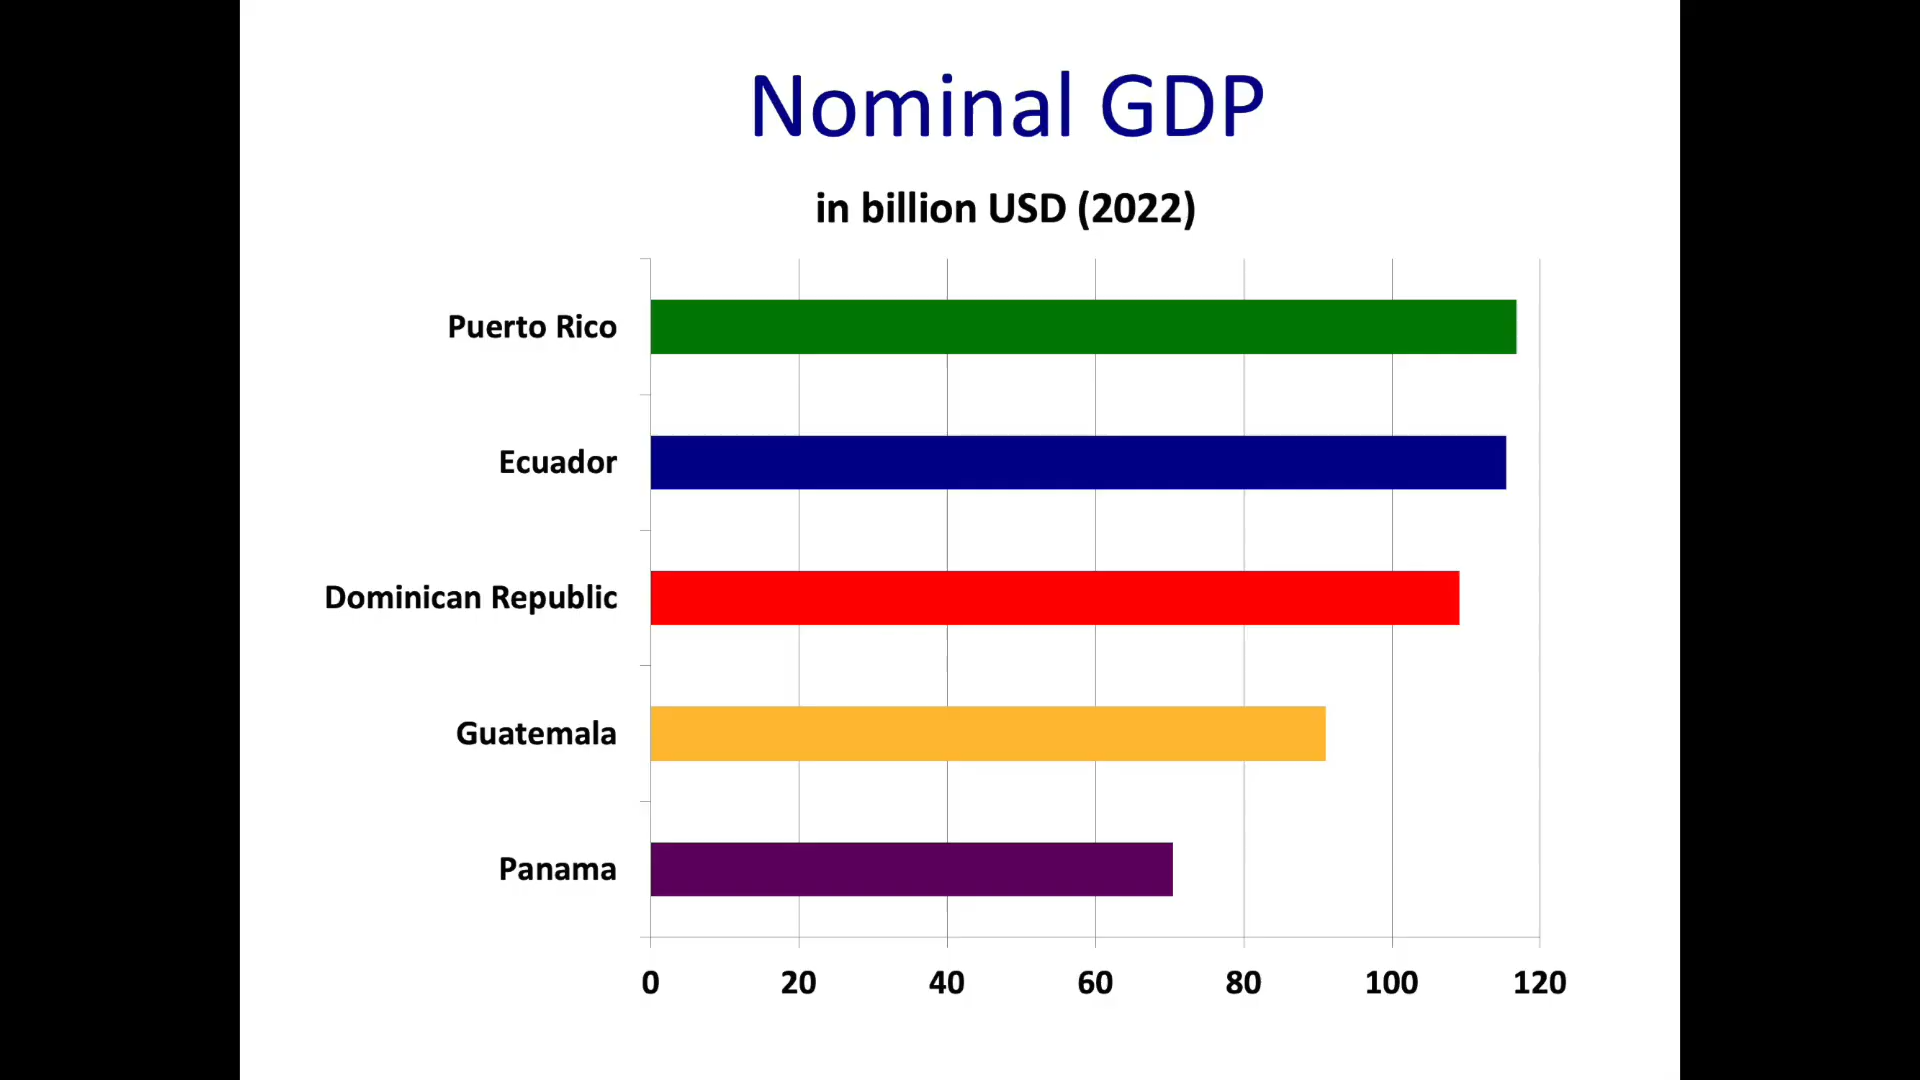 Nominal GDP
in billion USD (2022)
Puerto Rico
Ecuador
Dominican Republic
Guatemala
Panama
0 20 40 60 80 100 120